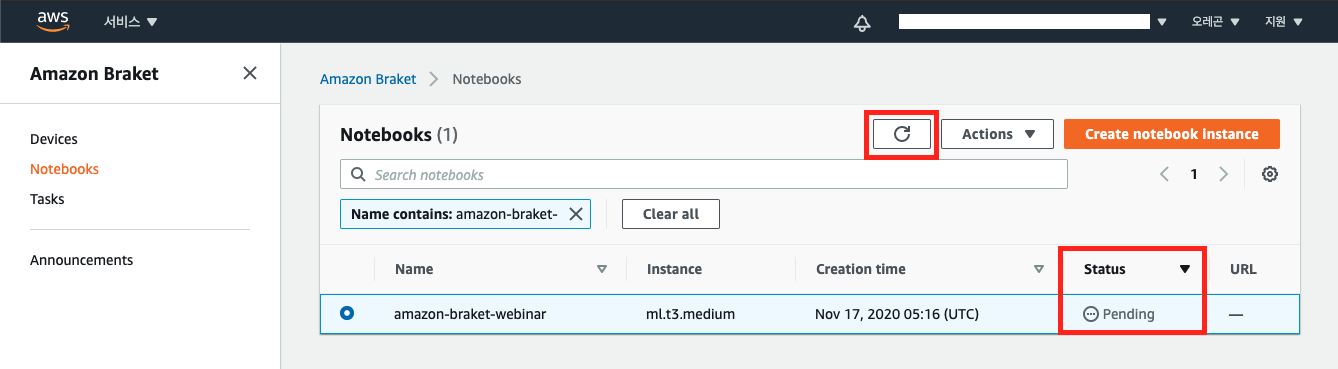 aws 서비스 오레곤 지원
Amazon Braket
Devices
Notebooks
Tasks
Announcements
Amazon Braket Notebooks
Notebooks (1) Actions Create notebook instance
Search notebooks 1
Name contains: amazon-braket- Clear all
Name Instance Creation time Status URL
amazon-braket-webinar ml.t3.medium Nov 17, 2020 05:16 (UTC) Pending —